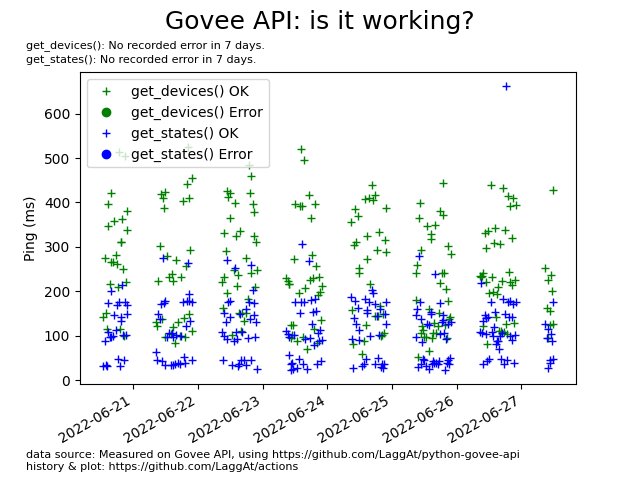 Govee API: is it working?
get_devices(): No recorded error in 7 days.
get_states(): No recorded error in 7 days.
get_devices() OK
get_devices() Error
get_states() OK
get_states() Error
Ping (ms)
600
500
400
300
200
100
0
2022-06-21
2022-06-22
2022-06-23
2022-06-24
2022-06-25
2022-06-26
2022-06-27
data source: Measured on Govee API, using https://github.com/LaggAt/python-govee-api
history & plot: https://github.com/LaggAt/actions